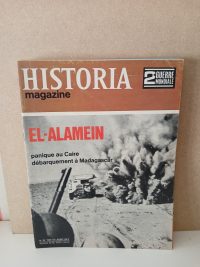 HISTORIA
magazine
2 GUERRE
MONDIALE
EL-ALAMEIN
panique au Caire
débarquement à Madagascar